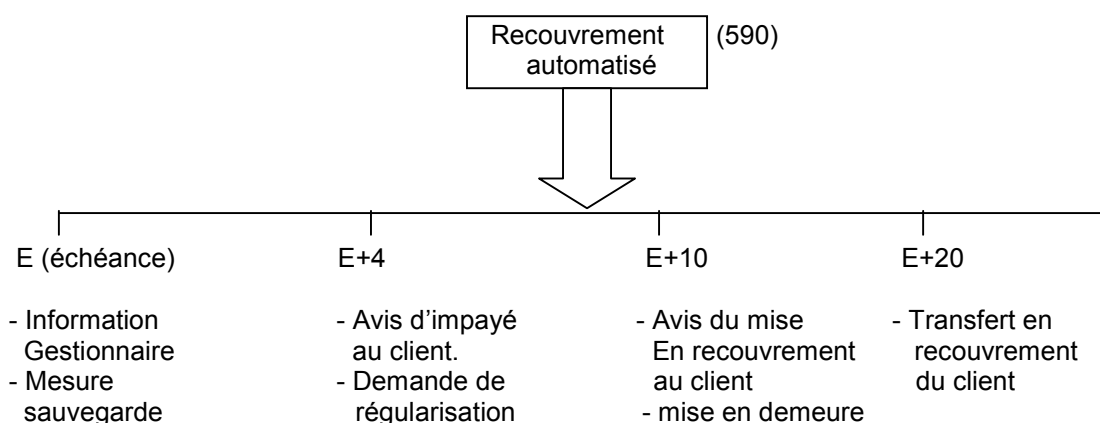 Recouvrement (590)
automatisé
E (échéance) E+4 E+10 E+20
- Information
Gestionnaire
- Mesure
sauvegarde
- Avis d'impayé
au client.
- Demande de
régularisation
- Avis du mise
En recouvrement
au client
- mise en demeure
- Transfert en
recouvrement
du client